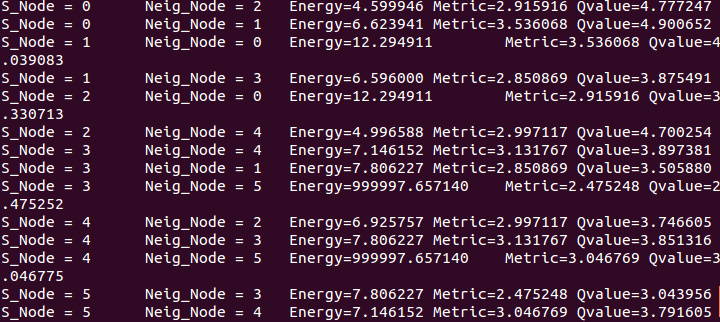 S_Node = 0 Neig_Node = 2 Energy=4.599946 Metric=2.915916 Qvalue=4.777247
S_Node = 0 Neig_Node = 1 Energy=6.623941 Metric=3.536068 Qvalue=4.900652
S_Node = 1 Neig_Node = 0 Energy=12.294911 Metric=3.536068 Qvalue=4
.039083
S_Node = 1 Neig_Node = 3 Energy=6.596000 Metric=2.850869 Qvalue=3.875491
S_Node = 2 Neig_Node = 0 Energy=12.294911 Metric=2.915916 Qvalue=3
.330713
S_Node = 2 Neig_Node = 4 Energy=4.996588 Metric=2.997117 Qvalue=4.700254
S_Node = 3 Neig_Node = 4 Energy=7.146152 Metric=3.131767 Qvalue=3.897381
S_Node = 3 Neig_Node = 1 Energy=7.806227 Metric=2.850869 Qvalue=3.505880
S_Node = 3 Neig_Node = 5 Energy=999997.657140 Metric=2.475248 Qvalue=2
.475252
S_Node = 4 Neig_Node = 2 Energy=6.925757 Metric=2.997117 Qvalue=3.746605
S_Node = 4 Neig_Node = 3 Energy=7.806227 Metric=3.131767 Qvalue=3.851316
S_Node = 4 Neig_Node = 5 Energy=999997.657140 Metric=3.046769 Qvalue=3
.046775
S_Node = 5 Neig_Node = 3 Energy=7.806227 Metric=2.475248 Qvalue=3.043956
S_Node = 5 Neig_Node = 4 Energy=7.146152 Metric=3.046769 Qvalue=3.791605